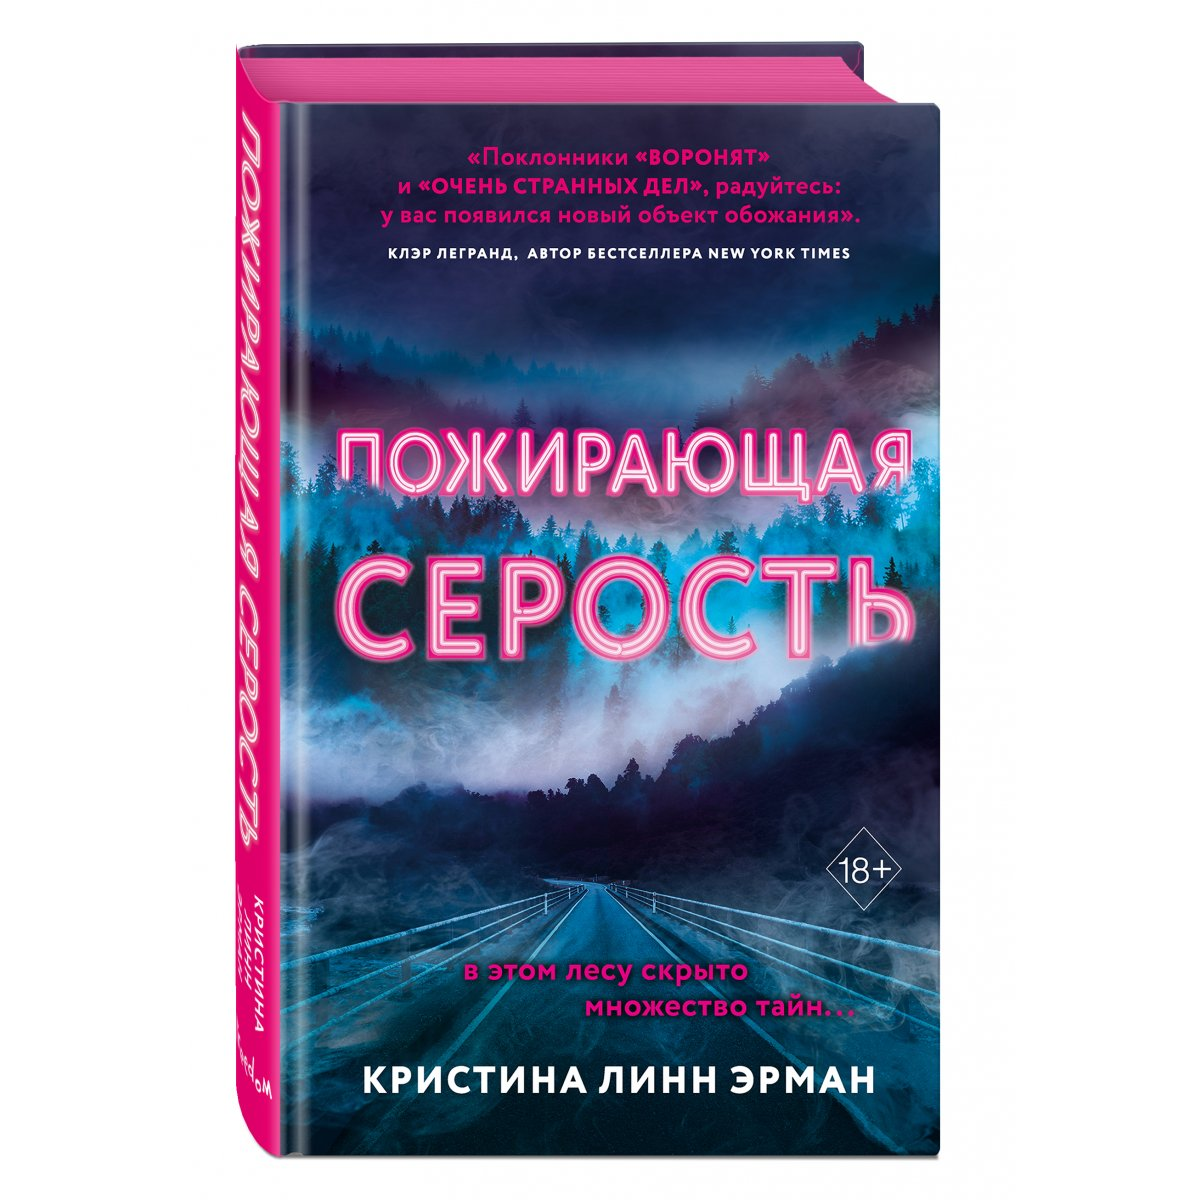 «Поклонники «ВОРОНЯТ»
и «ОЧЕНЬ СТРАННЫХ ДЕЛ», радуйтесь:
у вас появился новый объект обожания».
КЛЭР ЛЕГРАНД, АВТОР БЕСТСЕЛЛЕРА NEW YORK TIMES
ПОЖИРАЮЩАЯ
СЕРОСТЬ
18+
в этом лесу скрыто
множество тайн...
КРИСТИНА ЛИНН ЭРМАН
ПОЖИРАЮЩАЯ СЕРОСТЬ
КРИСТИНА
ЛИНН
ЭРМАН